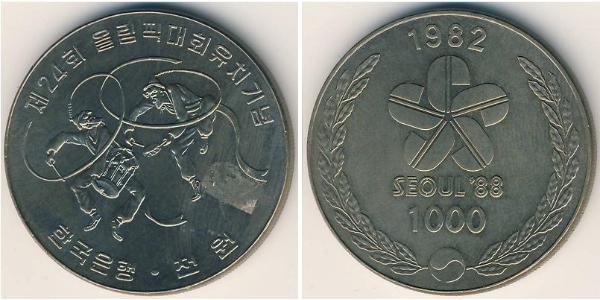 제24회 올림픽대회유치기념
한국은행·천원
1982
SEOUL '88
1000